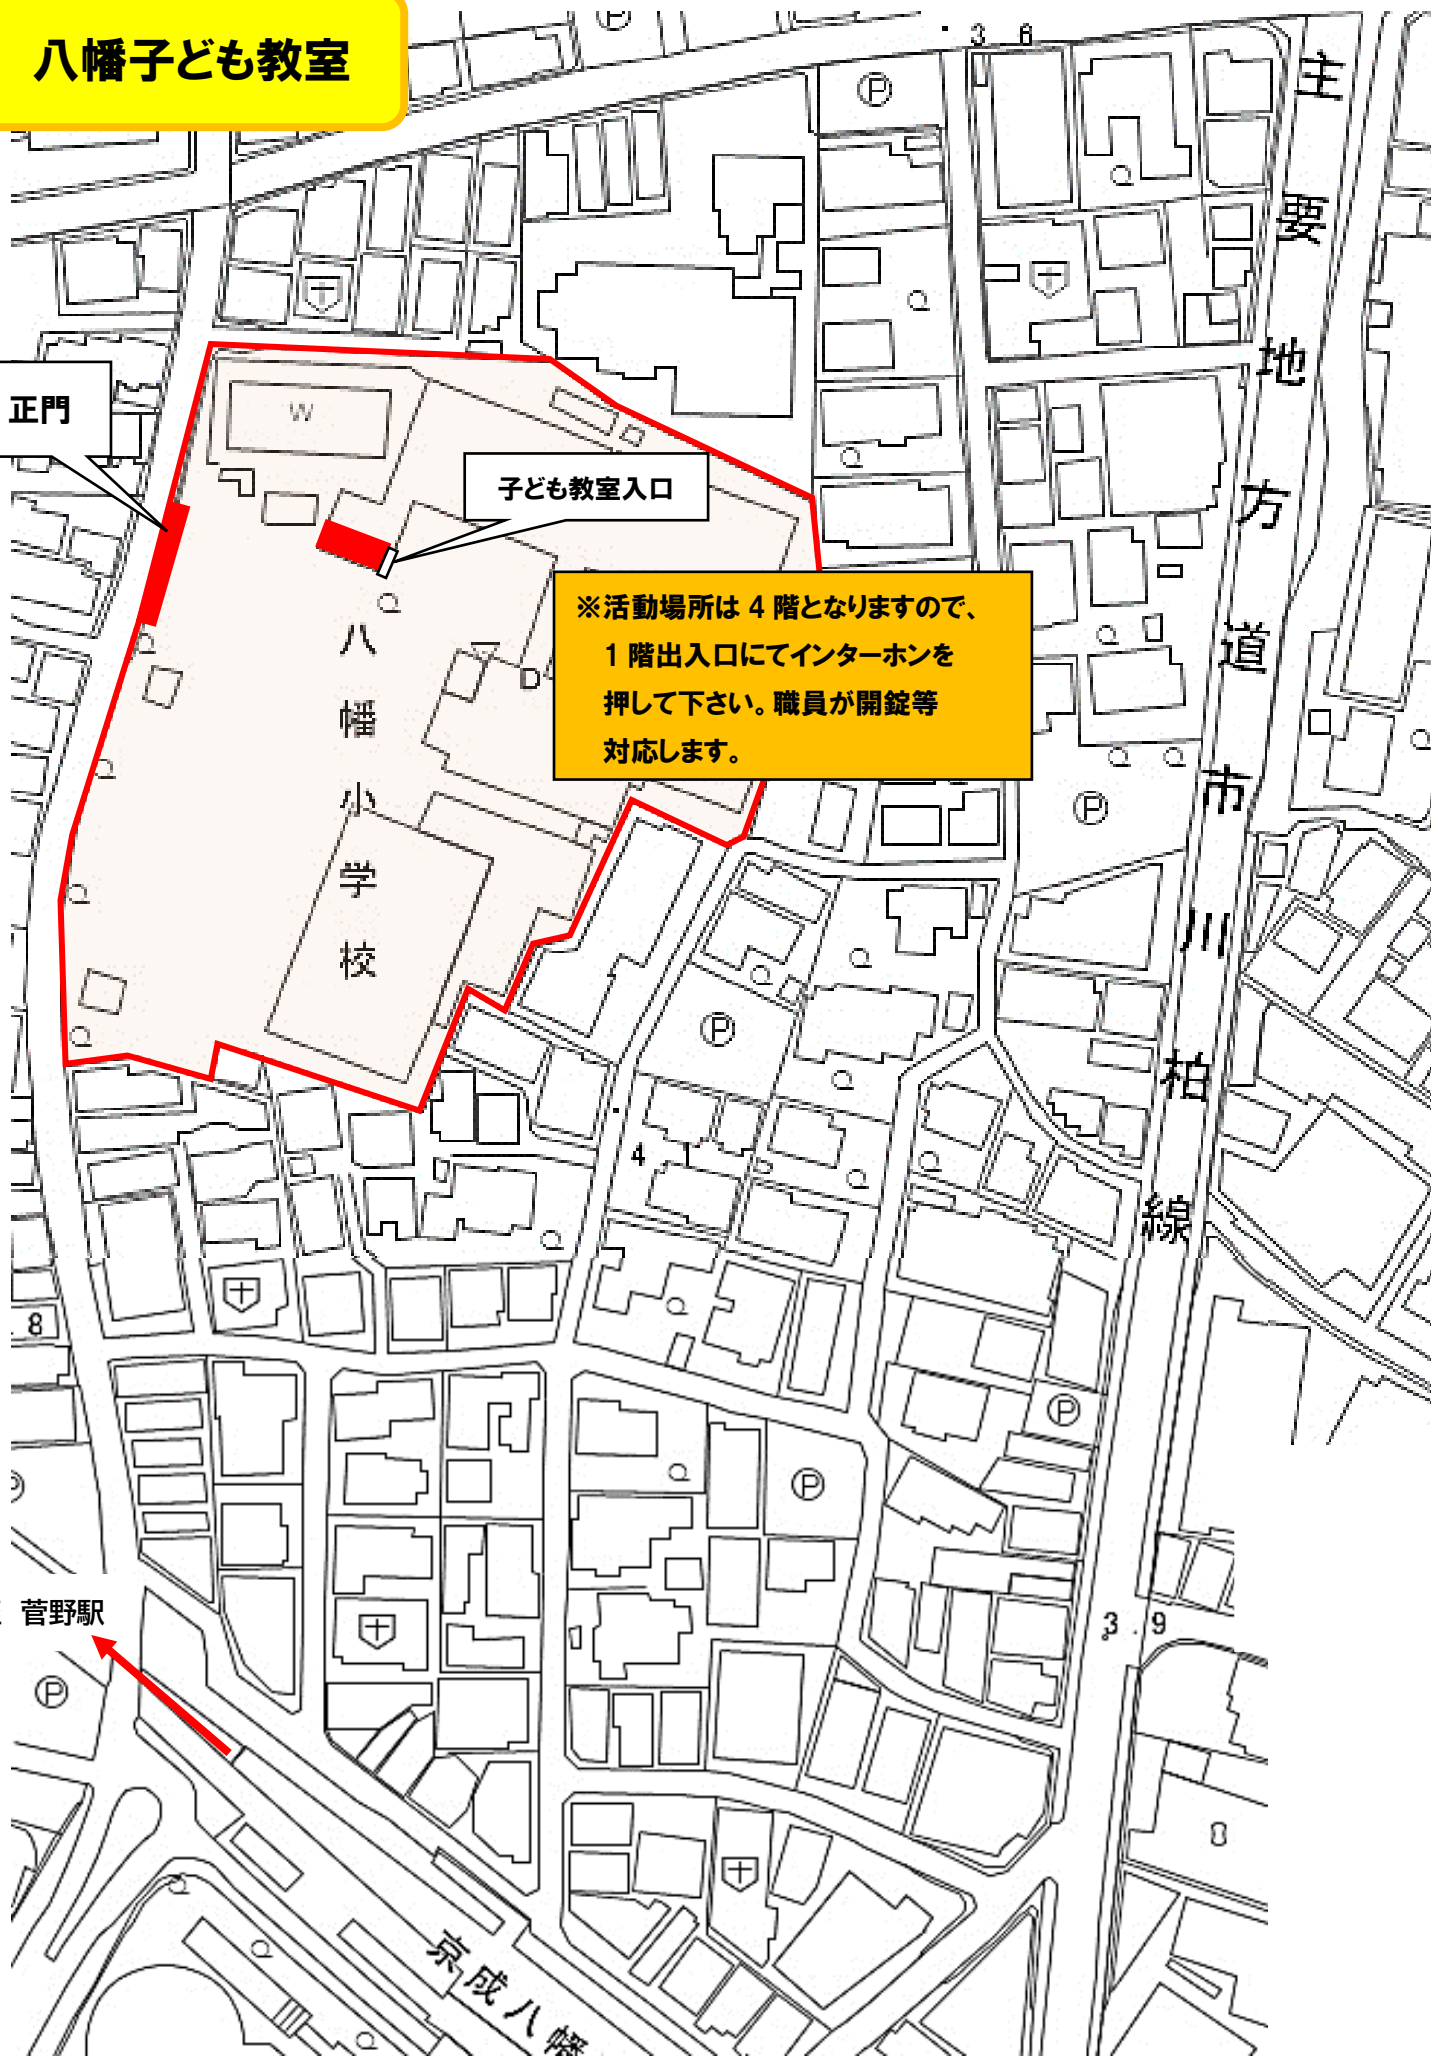 八幡子ども教室
・3 6
主要地方道市川柏線
正門
W
子ども教室入口
※活動場所は 4 階となりますので、
1 階出入口にてインターホンを
押して下さい。職員が開錠等
対応します。
八幡小学校
P
P
P
P
P
P
P
4 1
8
菅野駅
3.9
8
京成八幡